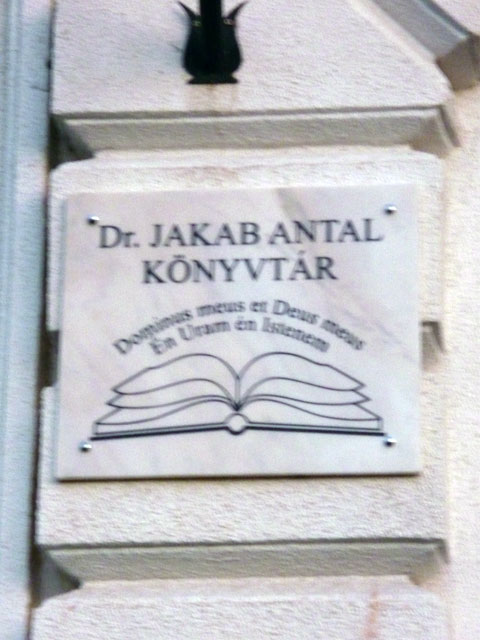 Dr. JAKAB ANTAL
KÖNYVTÁR
Dominus meus et Deus meus
Én Uram én Istenem